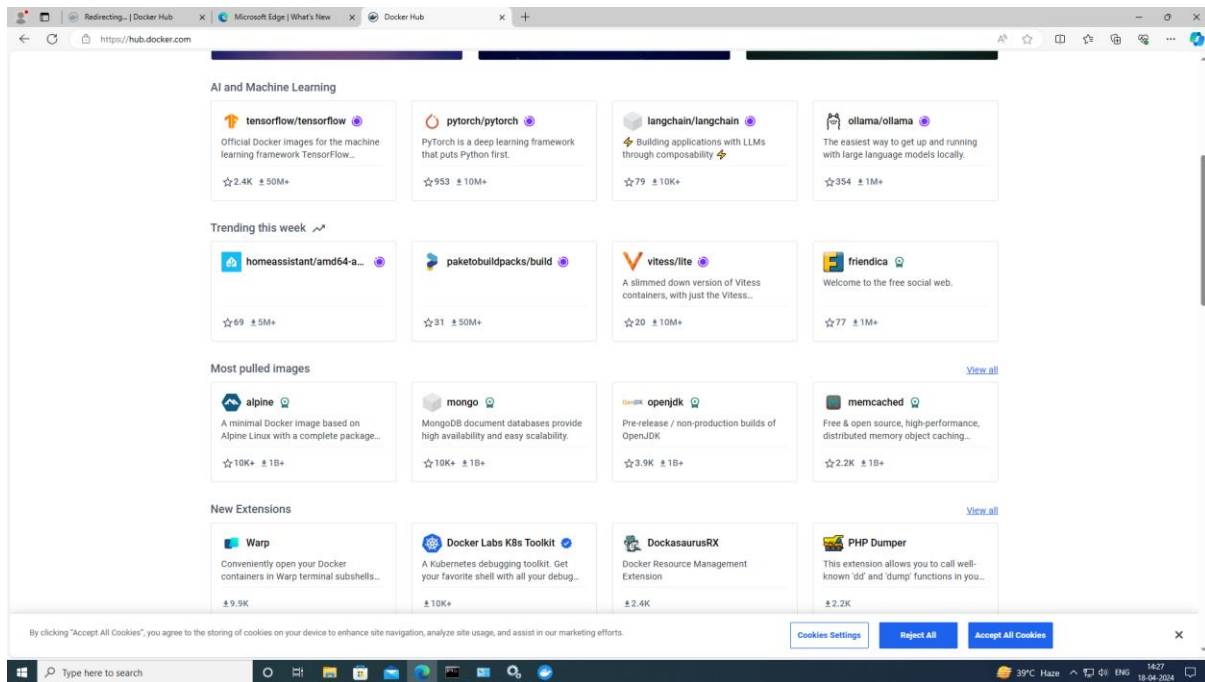 Redirecting... | Docker Hub
Microsoft Edge | What's New
Docker Hub
https://hub.docker.com
AI and Machine Learning
tensorflow/tensorflow
Official Docker images for the machine
learning framework TensorFlow...
2.4K 50M+
pytorch/pytorch
PyTorch is a deep learning framework
that puts Python first.
953 10M+
langchain/langchain
⚡ Building applications with LLMs
through composability ⚡
79 10K+
ollama/ollama
The easiest way to get up and running
with large language models locally.
354 1M+
Trending this week
homeassistant/amd64-a...
69 5M+
paketobuildpacks/build
31 50M+
vitess/lite
A slimmed down version of Vitess
containers, with just the Vitess...
20 10M+
friendica
Welcome to the free social web.
77 1M+
Most pulled images
View all
alpine
A minimal Docker image based on
Alpine Linux with a complete package...
10K+ 1B+
mongo
MongoDB document databases provide
high availability and easy scalability.
10K+ 1B+
OpenJDK openjdk
Pre-release / non-production builds of
OpenJDK
3.9K 1B+
memcached
Free & open source, high-performance,
distributed memory object caching...
2.2K 1B+
New Extensions
View all
Warp
Conveniently open your Docker
containers in Warp terminal subshells...
9.9K
Docker Labs K8s Toolkit
A Kubernetes debugging toolkit. Get
your favorite shell with all your debug...
10K+
DockasaurusRX
Docker Resource Management
Extension
2.4K
PHP Dumper
This extension allows you to call well-
known 'dd' and 'dump' functions in you...
2.2K
By clicking "Accept All Cookies", you agree to the storing of cookies on your device to enhance site navigation, analyze site usage, and assist in our marketing efforts.
Cookies Settings
Reject All
Accept All Cookies
Type here to search
39°C Haze
ENG
14:27
18-04-2024